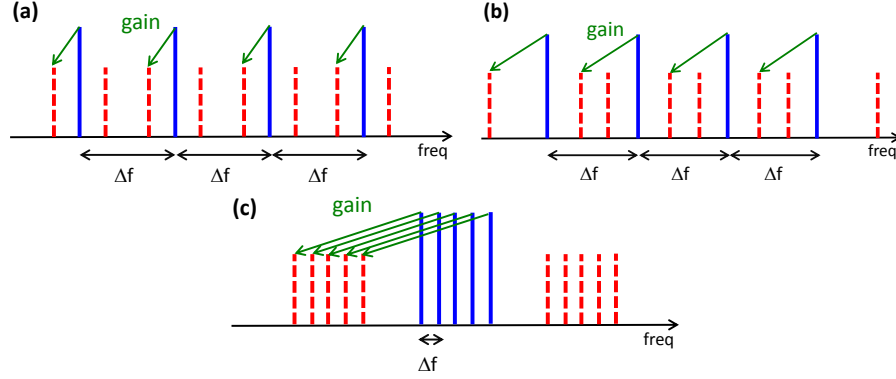 (a)
gain
freq
Δf
Δf
Δf
(b)
gain
freq
Δf
Δf
Δf
(c)
gain
freq
Δf